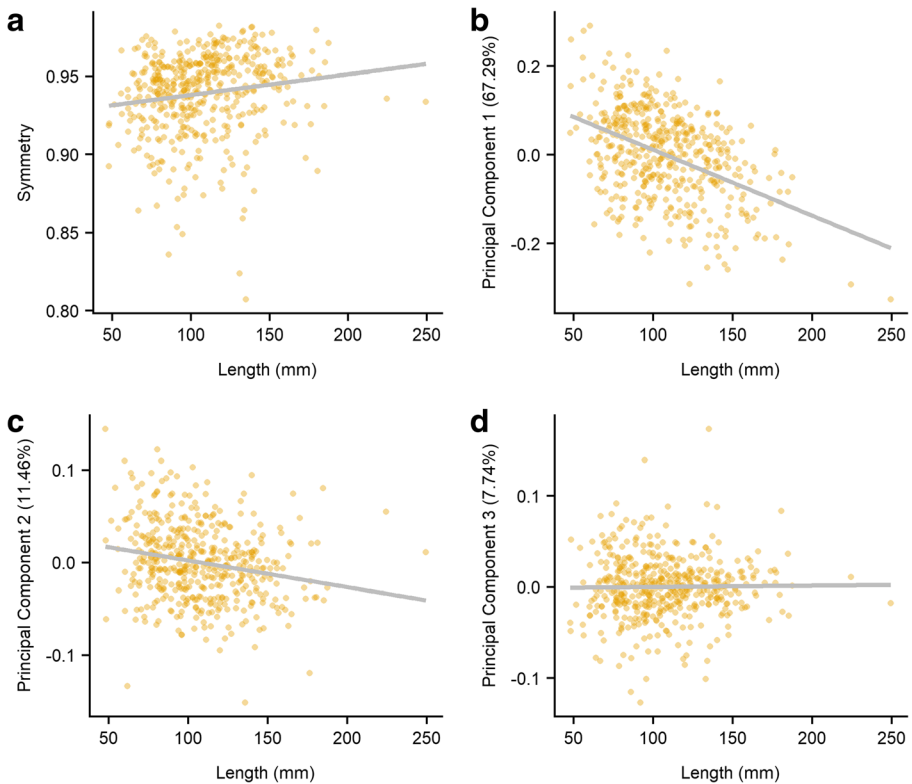 a
Symmetry
0.95
0.90
0.85
0.80
50 100 150 200 250
Length (mm)
b
Principal Component 1 (67.29%)
0.2
0.0
-0.2
50 100 150 200 250
Length (mm)
c
Principal Component 2 (11.46%)
0.1
0.0
-0.1
50 100 150 200 250
Length (mm)
d
Principal Component 3 (7.74%)
0.1
0.0
-0.1
50 100 150 200 250
Length (mm)